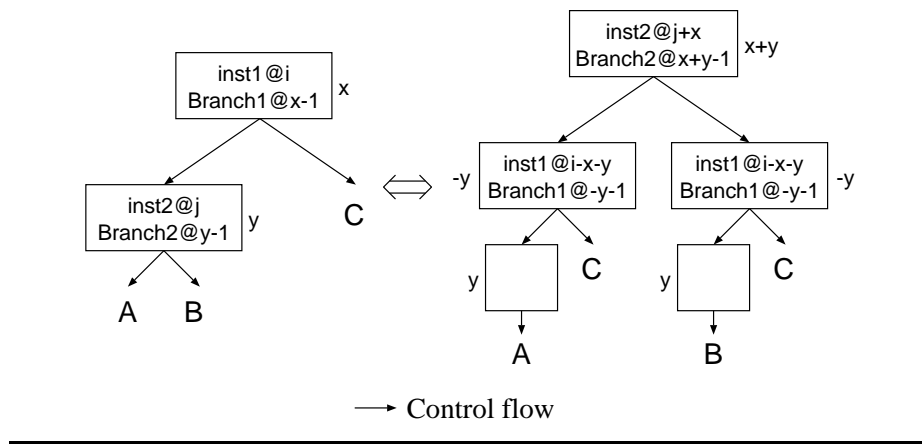 inst1@i
Branch1@x-1
x
inst2@j
Branch2@y-1
y
A
B
C
inst2@j+x
Branch2@x+y-1
x+y
-y
inst1@i-x-y
Branch1@-y-1
inst1@i-x-y
Branch1@-y-1
-y
y
C
A
y
C
B
Control flow